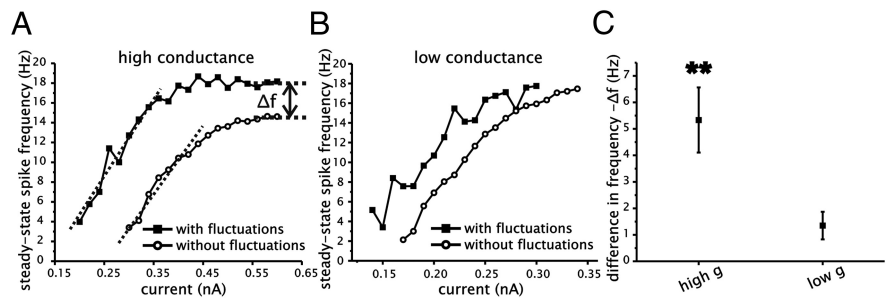 A
high conductance
steady-state spike frequency (Hz)
20
18
16
14
12
10
8
6
4
2
0
Δf
with fluctuations
without fluctuations
0.15 0.25 0.35 0.45 0.55 0.65
current (nA)
B
low conductance
steady-state spike frequency (Hz)
20
18
16
14
12
10
8
6
4
2
0
with fluctuations
without fluctuations
0.15 0.20 0.25 0.30 0.35
current (nA)
C
difference in frequency -Δf (Hz)
7
6
5
4
3
2
1
0
**
high g
low g